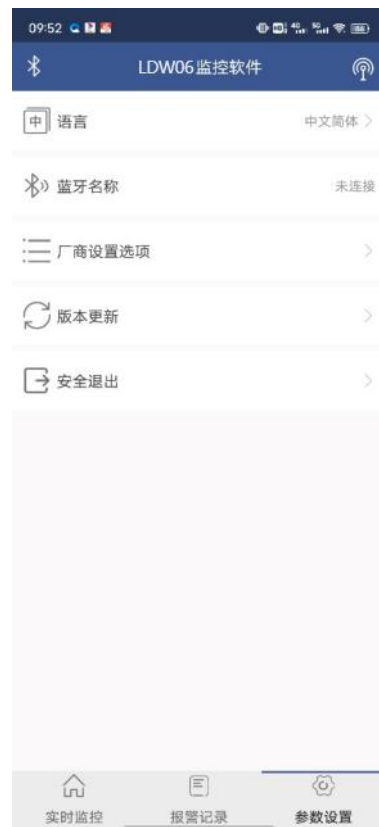 09:52
LDW06监控软件
中 语言 中文简体
蓝牙名称 未连接
厂商设置选项
版本更新
安全退出
实时监控 报警记录 参数设置